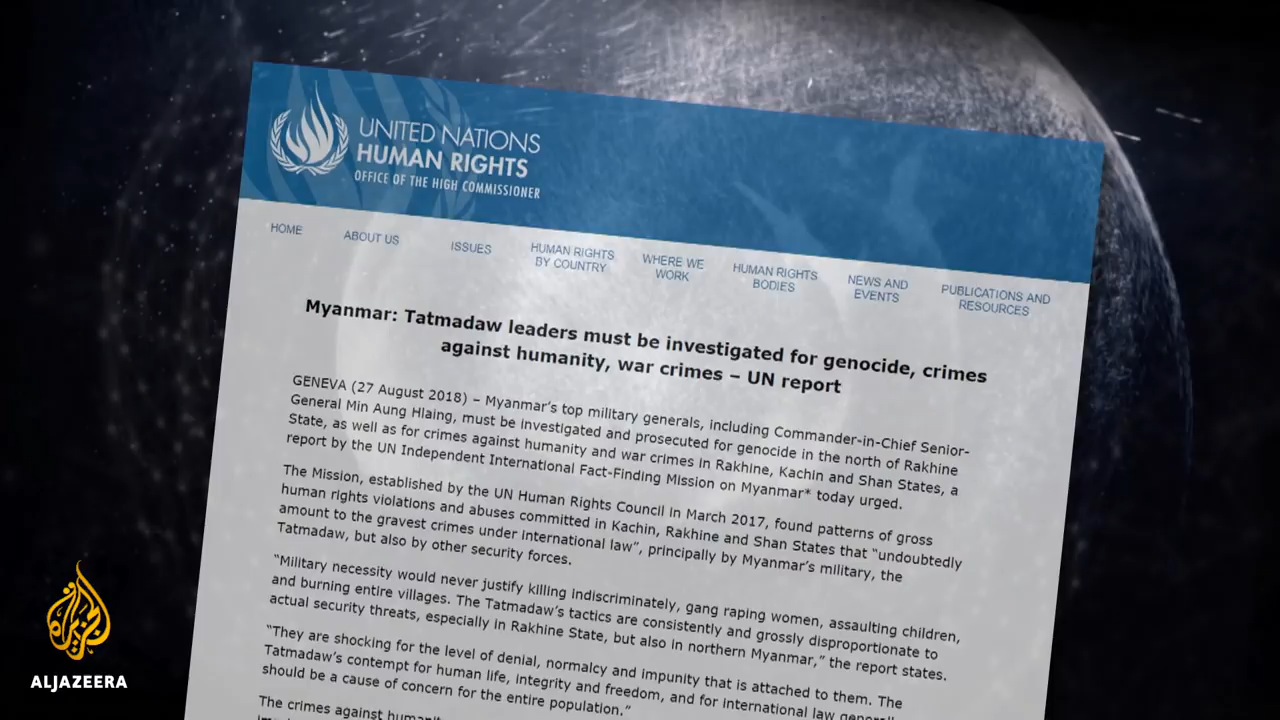 UNITED NATIONS
HUMAN RIGHTS
OFFICE OF THE HIGH COMMISSIONER
HOME
ABOUT US
ISSUES
HUMAN RIGHTS
BY COUNTRY
WHERE WE
WORK
HUMAN RIGHTS
BODIES
NEWS AND
EVENTS
PUBLICATIONS AND
RESOURCES
Myanmar: Tatmadaw leaders must be investigated for genocide, crimes
against humanity, war crimes – UN report
GENEVA (27 August 2018) – Myanmar’s top military generals, including Commander-in-Chief Senior-
General Min Aung Hlaing, must be investigated and prosecuted for genocide in the north of Rakhine
State, as well as for crimes against humanity and war crimes in Rakhine, Kachin and Shan States, a
report by the UN Independent International Fact-Finding Mission on Myanmar* today urged.
The Mission, established by the UN Human Rights Council in March 2017, found patterns of gross
human rights violations and abuses committed in Kachin, Rakhine and Shan States that “undoubtedly
amount to the gravest crimes under international law”, principally by Myanmar’s military, the
Tatmadaw, but also by other security forces.
“Military necessity would never justify killing indiscriminately, gang raping women, assaulting children,
and burning entire villages. The Tatmadaw’s tactics are consistently and grossly disproportionate to
actual security threats, especially in Rakhine State, but also in northern Myanmar,” the report states.
“They are shocking for the level of denial, normalcy and impunity that is attached to them. The
Tatmadaw’s contempt for human life, integrity and freedom, and for international law generally
should be a cause of concern for the entire population.”
The crimes against
ALJAZEERA